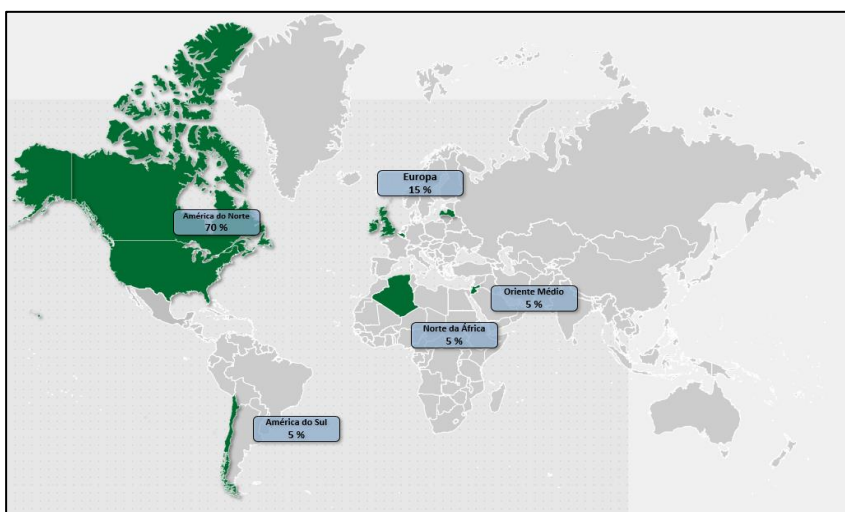 Europa
15 %
América do Norte
70 %
Oriente Médio
5 %
Norte da África
5 %
América do Sul
5 %